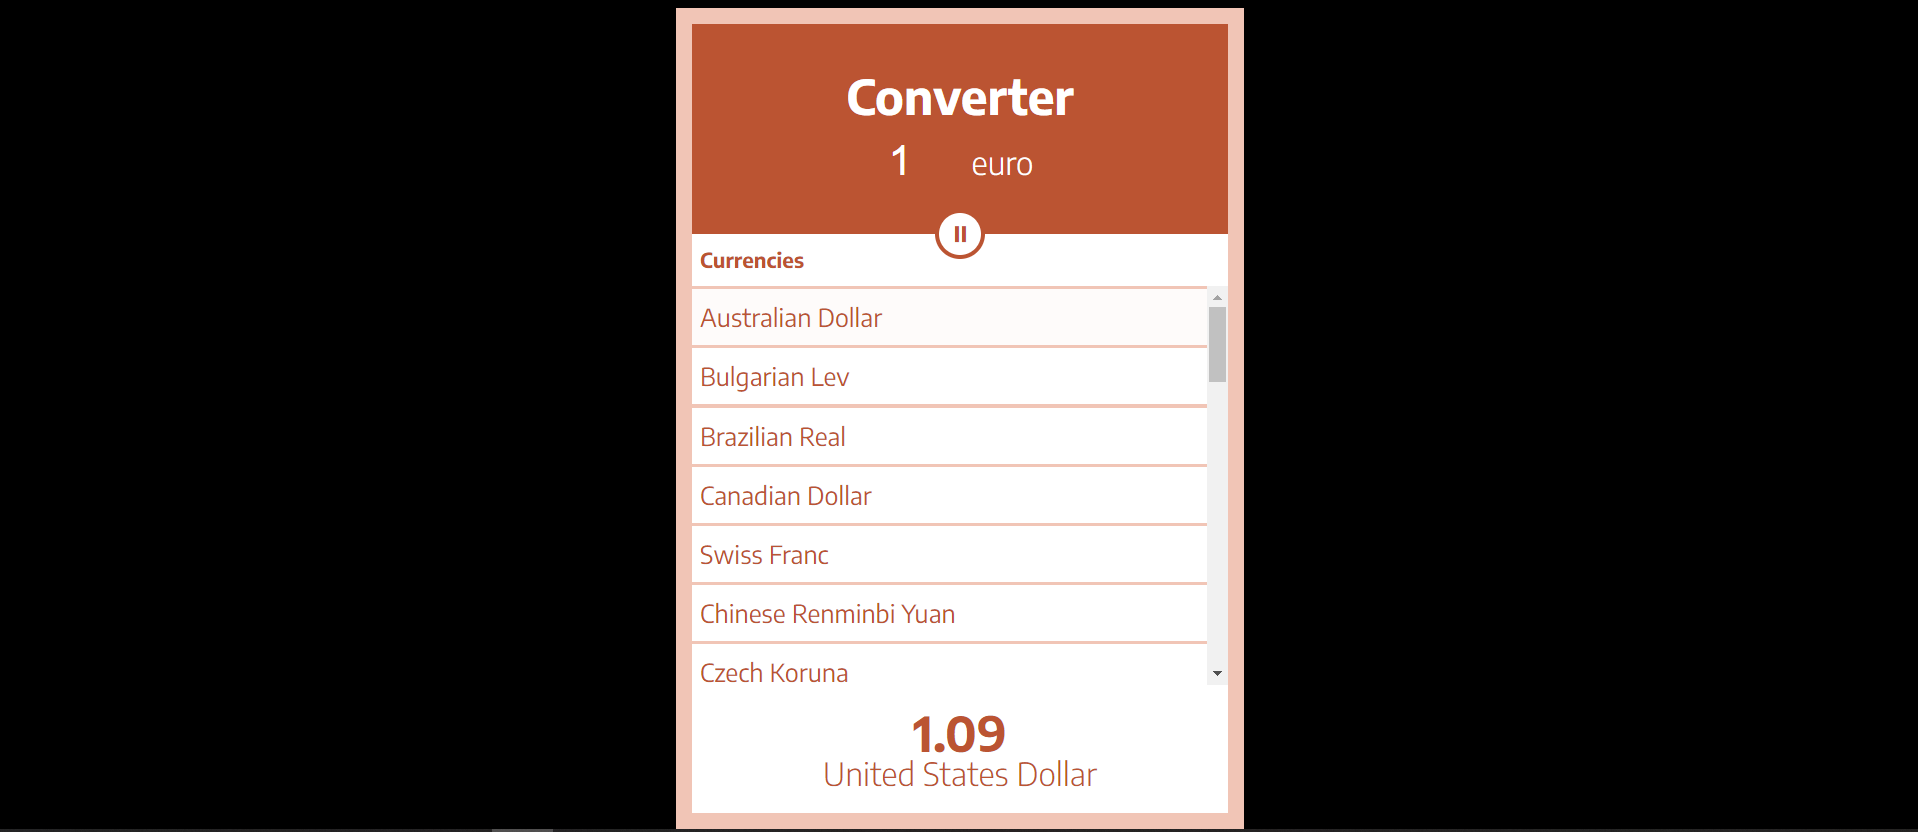 Converter
1 euro
Currencies
Australian Dollar
Bulgarian Lev
Brazilian Real
Canadian Dollar
Swiss Franc
Chinese Renminbi Yuan
Czech Koruna
1.09
United States Dollar